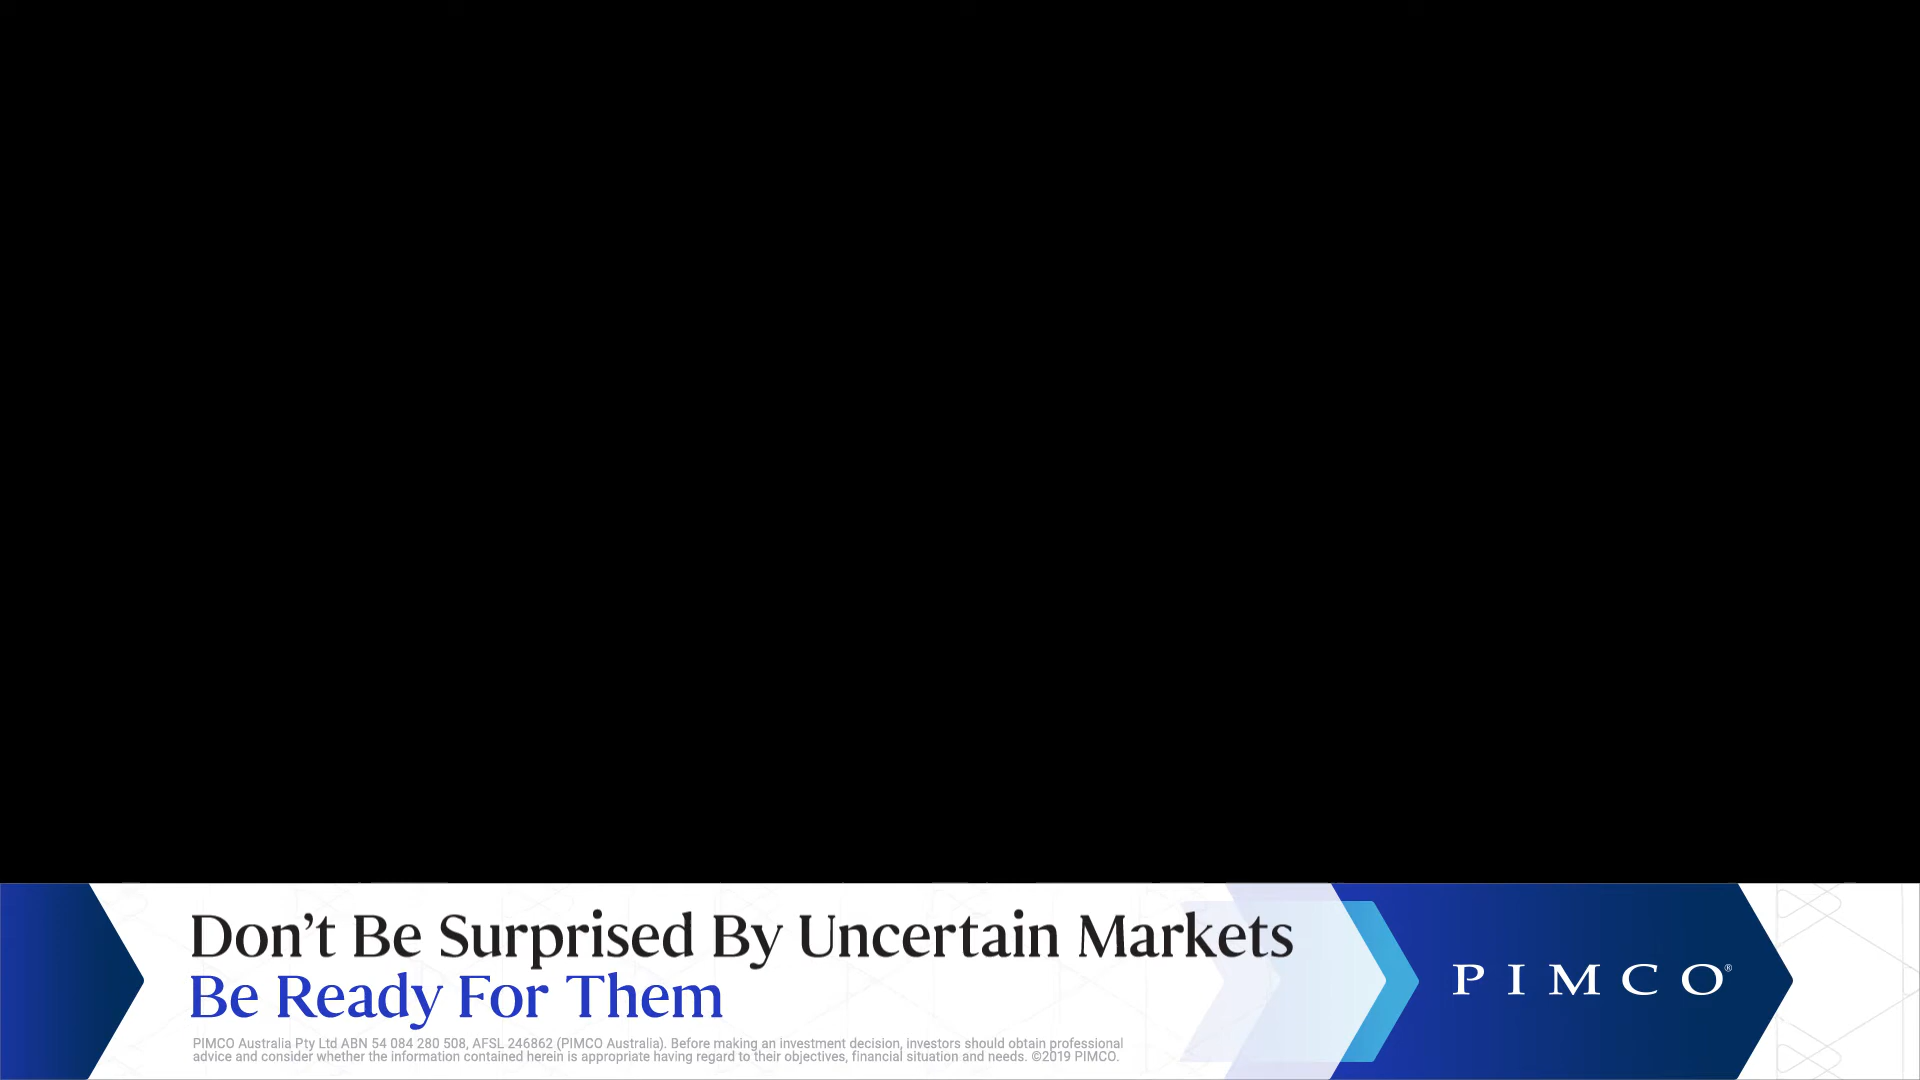 Don’t Be Surprised By Uncertain Markets
Be Ready For Them
PIMCO Australia Pty Ltd ABN 54 084 280 508, AFSL 246862 (PIMCO Australia). Before making an investment decision, investors should obtain professional
advice and consider whether the information contained herein is appropriate having regard to their objectives, financial situation and needs. ©2019 PIMCO.
PIMCO®